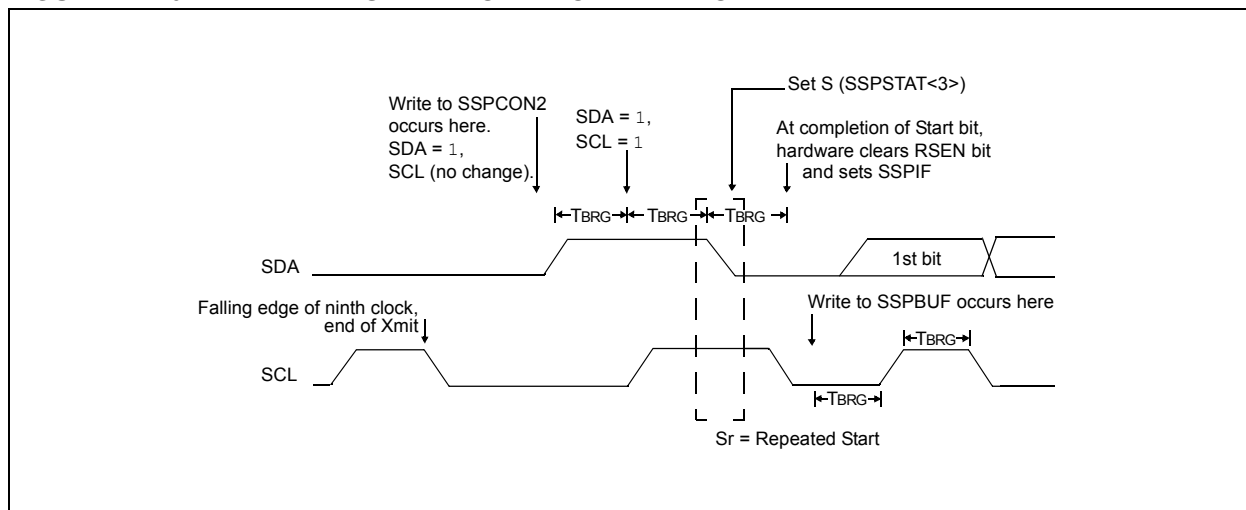 Set S (SSPSTAT<3>)
Write to SSPCON2
occurs here.
SDA = 1,
SCL (no change).
SDA = 1,
SCL = 1
At completion of Start bit,
hardware clears RSEN bit
and sets SSPIF
TBRG
TBRG
TBRG
SDA
1st bit
Falling edge of ninth clock,
end of Xmit
Write to SSPBUF occurs here
TBRG
SCL
TBRG
Sr = Repeated Start